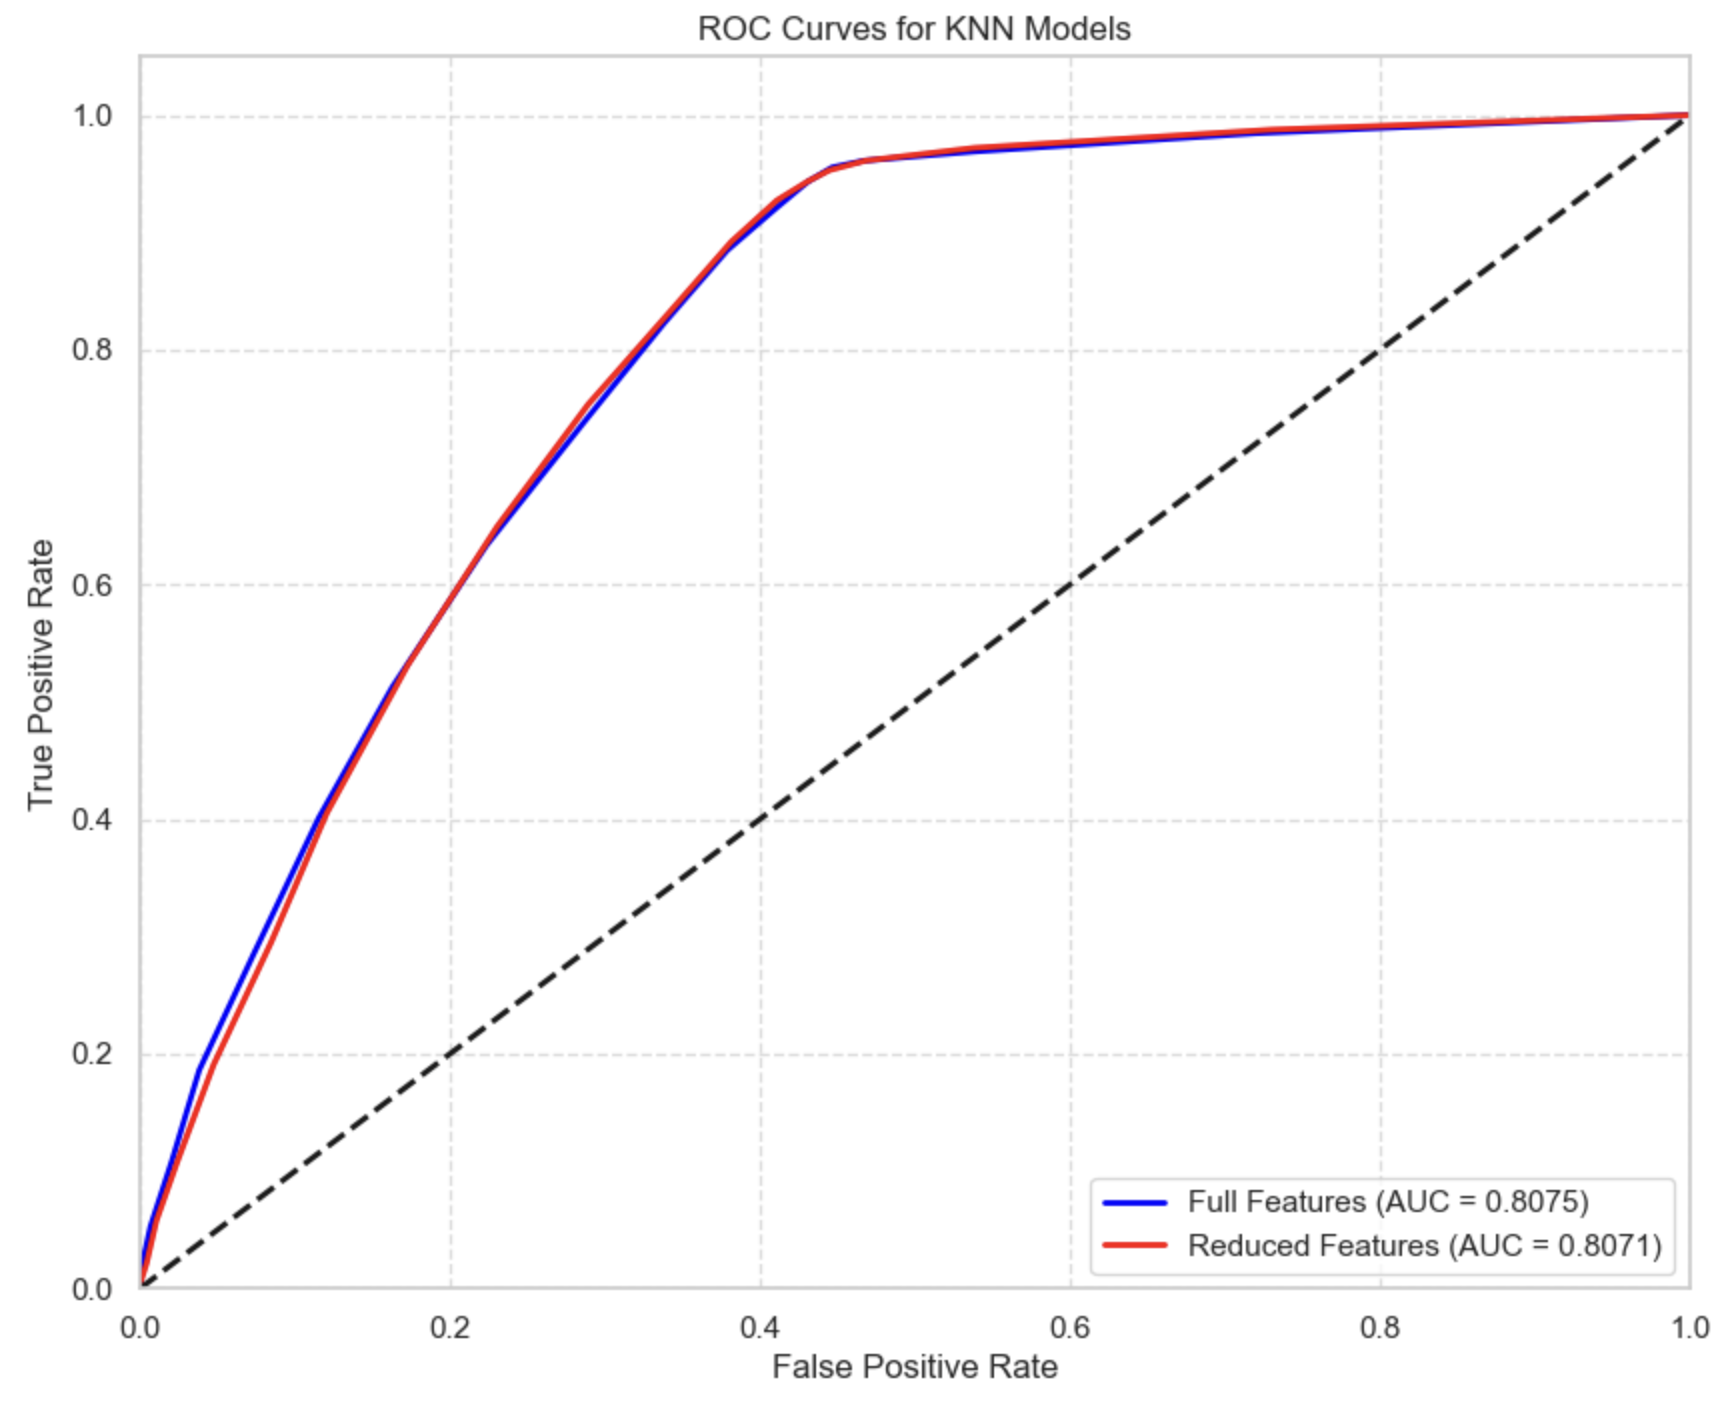 ROC Curves for KNN Models
True Positive Rate
1.0
0.8
0.6
0.4
0.2
0.0
0.0 0.2 0.4 0.6 0.8 1.0
False Positive Rate
Full Features (AUC = 0.8075)
Reduced Features (AUC = 0.8071)